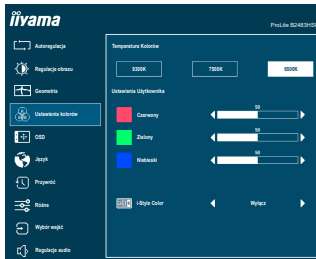 iiyama
ProLite B2483HS
Autoregulacja
Regulacja obrazu
Geometria
Ustawienia kolorów
OSD
Język
Przywróć
Różne
Wybór wejść
Regulacje audio
Temperatura Kolorów
9300K
7500K
6500K
Ustawienia Użytkownika
Czerwony
50
Zielony
50
Niebieski
50
i-Style Color
Wyłącz